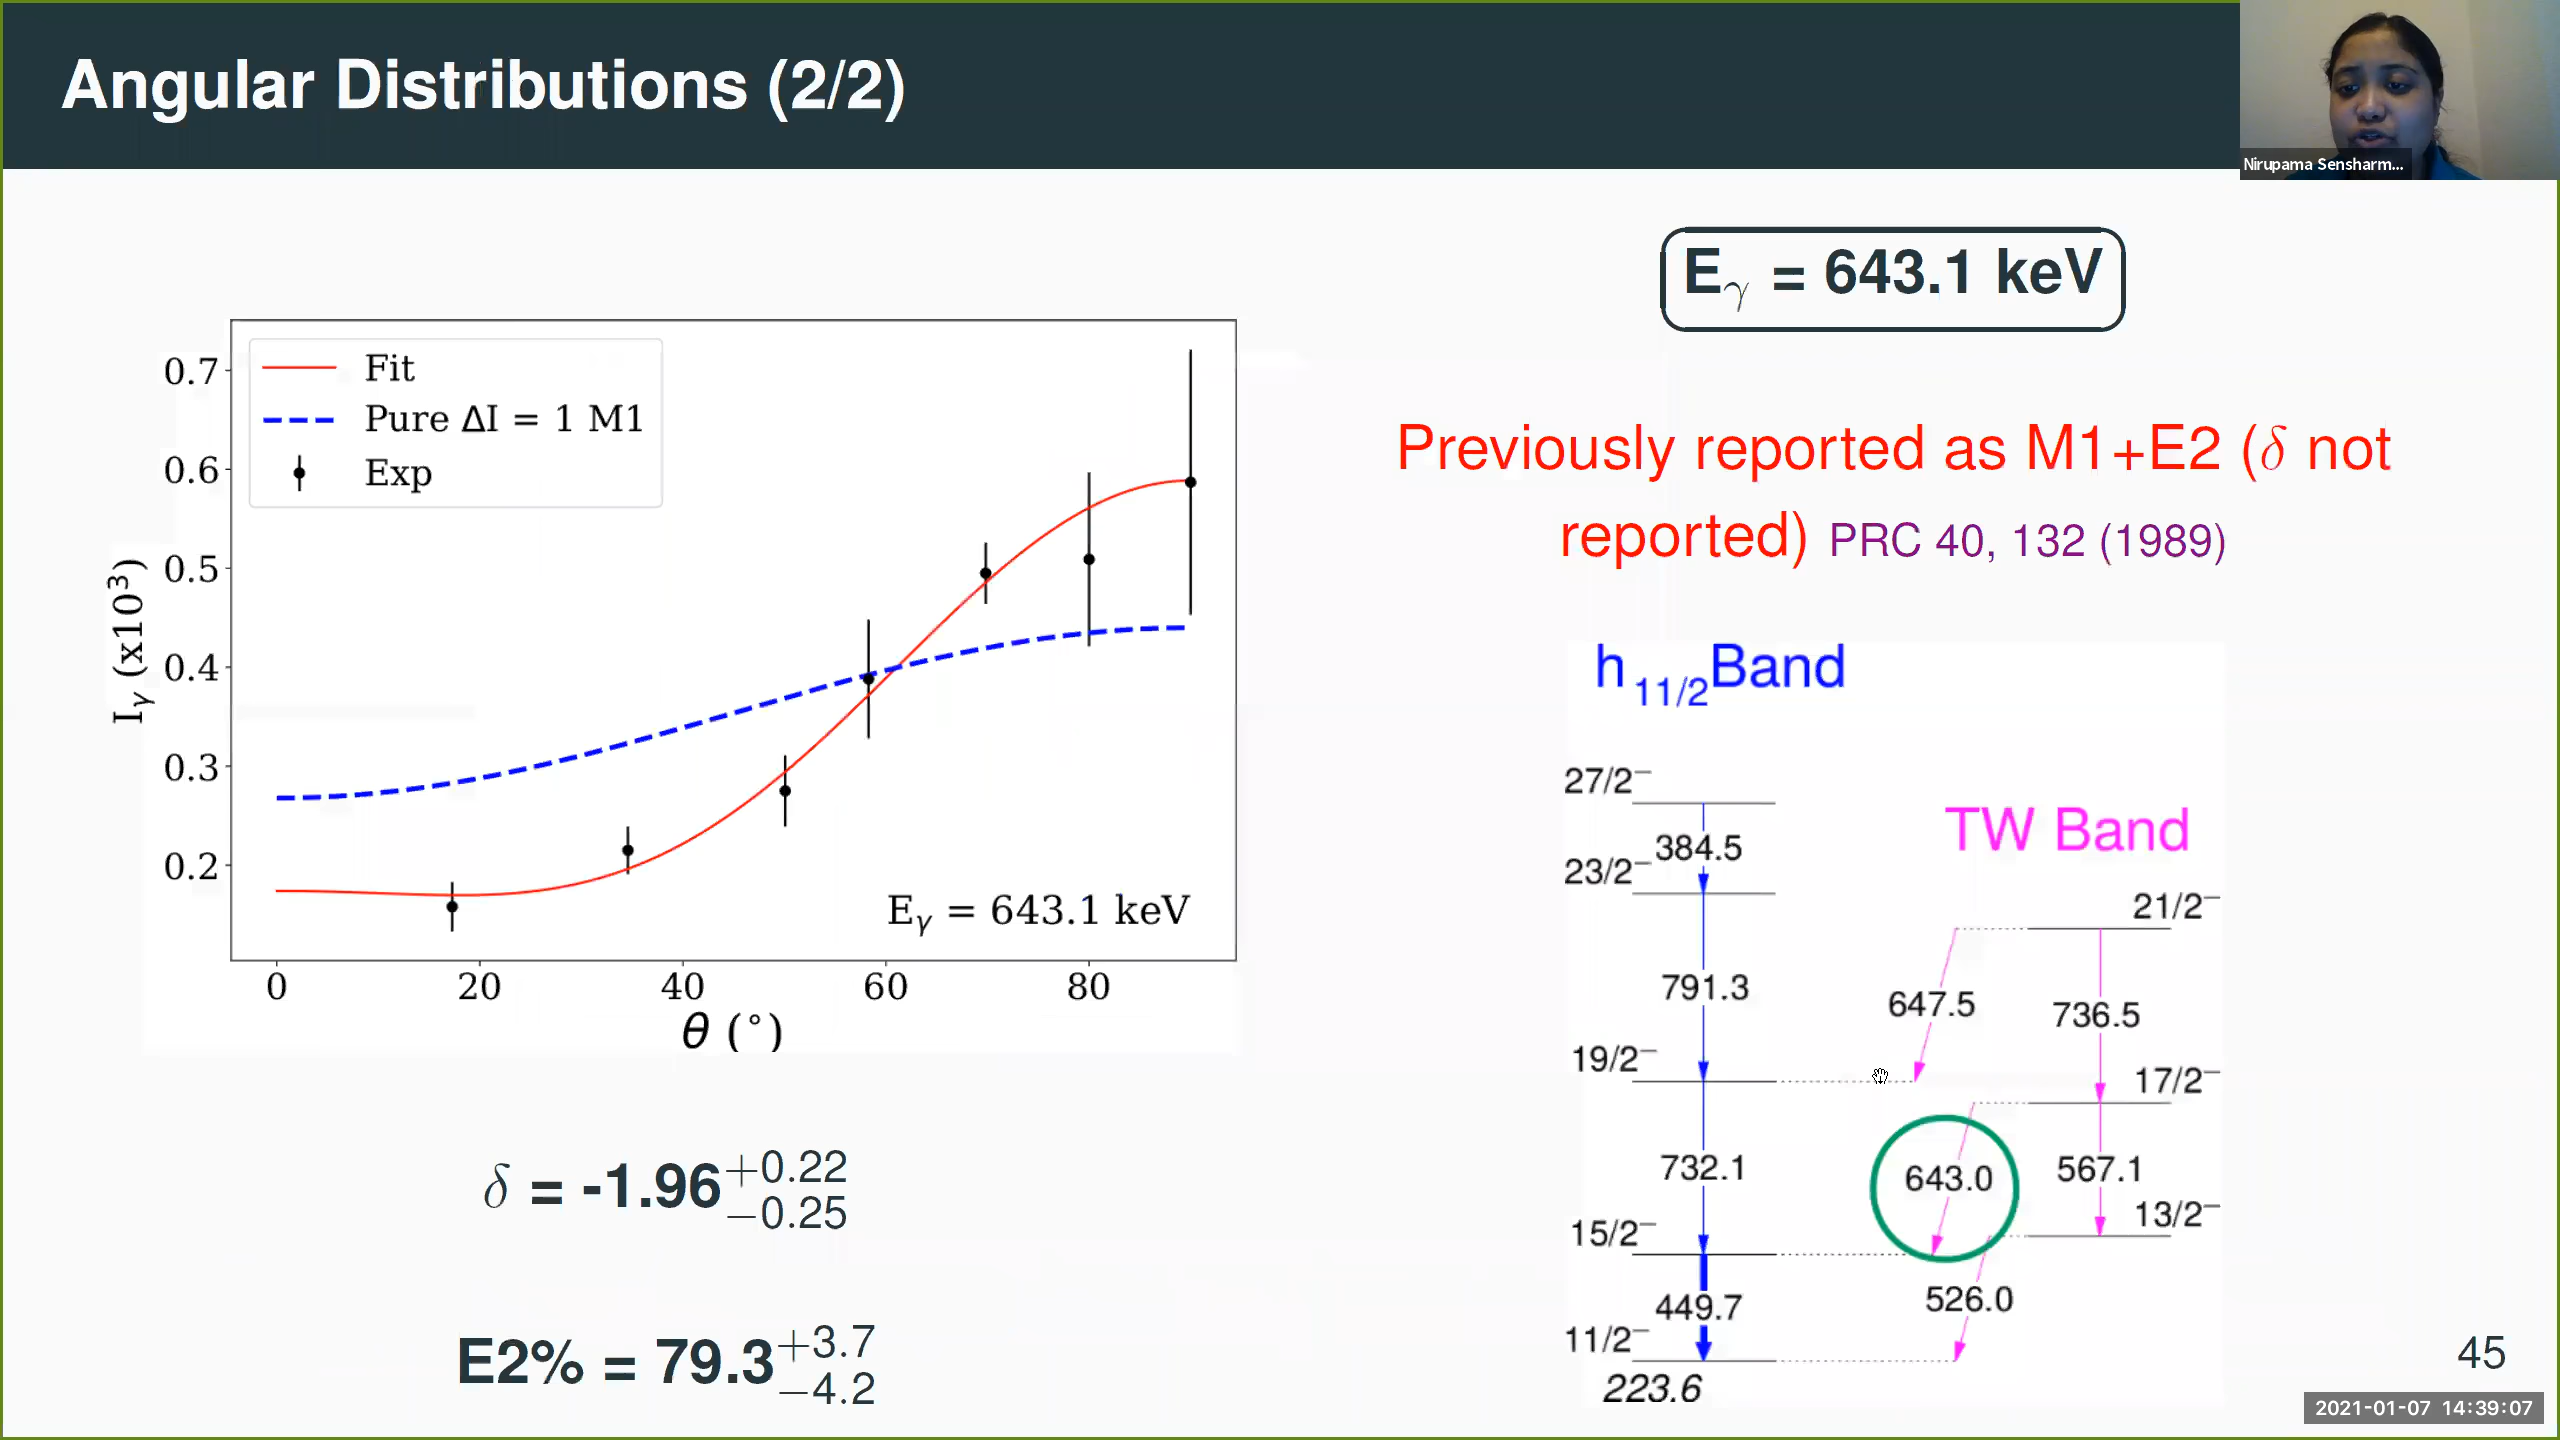 Angular Distributions (2/2)
Nirupama Sensharm...
E𝛾 = 643.1 keV
Previously reported as M1+E2 (δ not
reported) PRC 40, 132 (1989)
Fit
Pure ΔI = 1 M1
Exp
0.7
0.6
0.5
0.4
0.3
0.2
Iγ (x10³)
Eγ = 643.1 keV
0 20 40 60 80
θ (°)
δ = -1.96 +0.22 −0.25
E2% = 79.3 +3.7 −4.2
h 11/2 Band
TW Band
27/2⁻
384.5
23/2⁻
791.3
19/2⁻
732.1
15/2⁻
449.7
11/2⁻
223.6
21/2⁻
647.5 736.5
17/2⁻
643.0 567.1
13/2⁻
526.0
45
2021-01-07 14:39:07